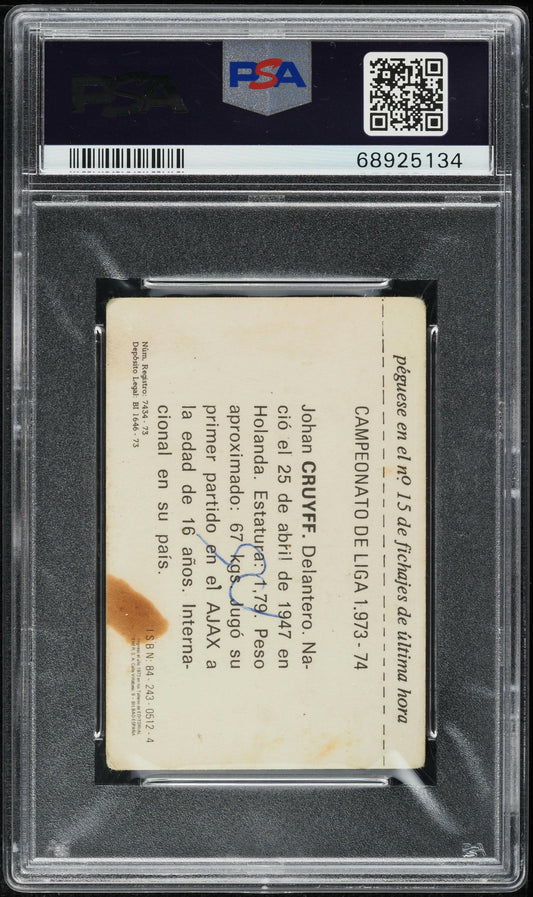 PSA
68925134
péguese en el nº 15 de fichajes de última hora
CAMPEONATO DE LIGA 1.973 - 74
Johan CRUYFF. Delantero. Na-
ció el 25 de abril de 1947 en
Holanda. Estatura: 1,79. Peso
aproximado: 67 kgs. Jugó su
primer partido en el AJAX a
la edad de 16 años. Interna-
cional en su país.
Núm. Registro: 7434 - 73
Depósito Legal: BI 1646 - 73
ISBN: 84 - 243 - 0512 - 4